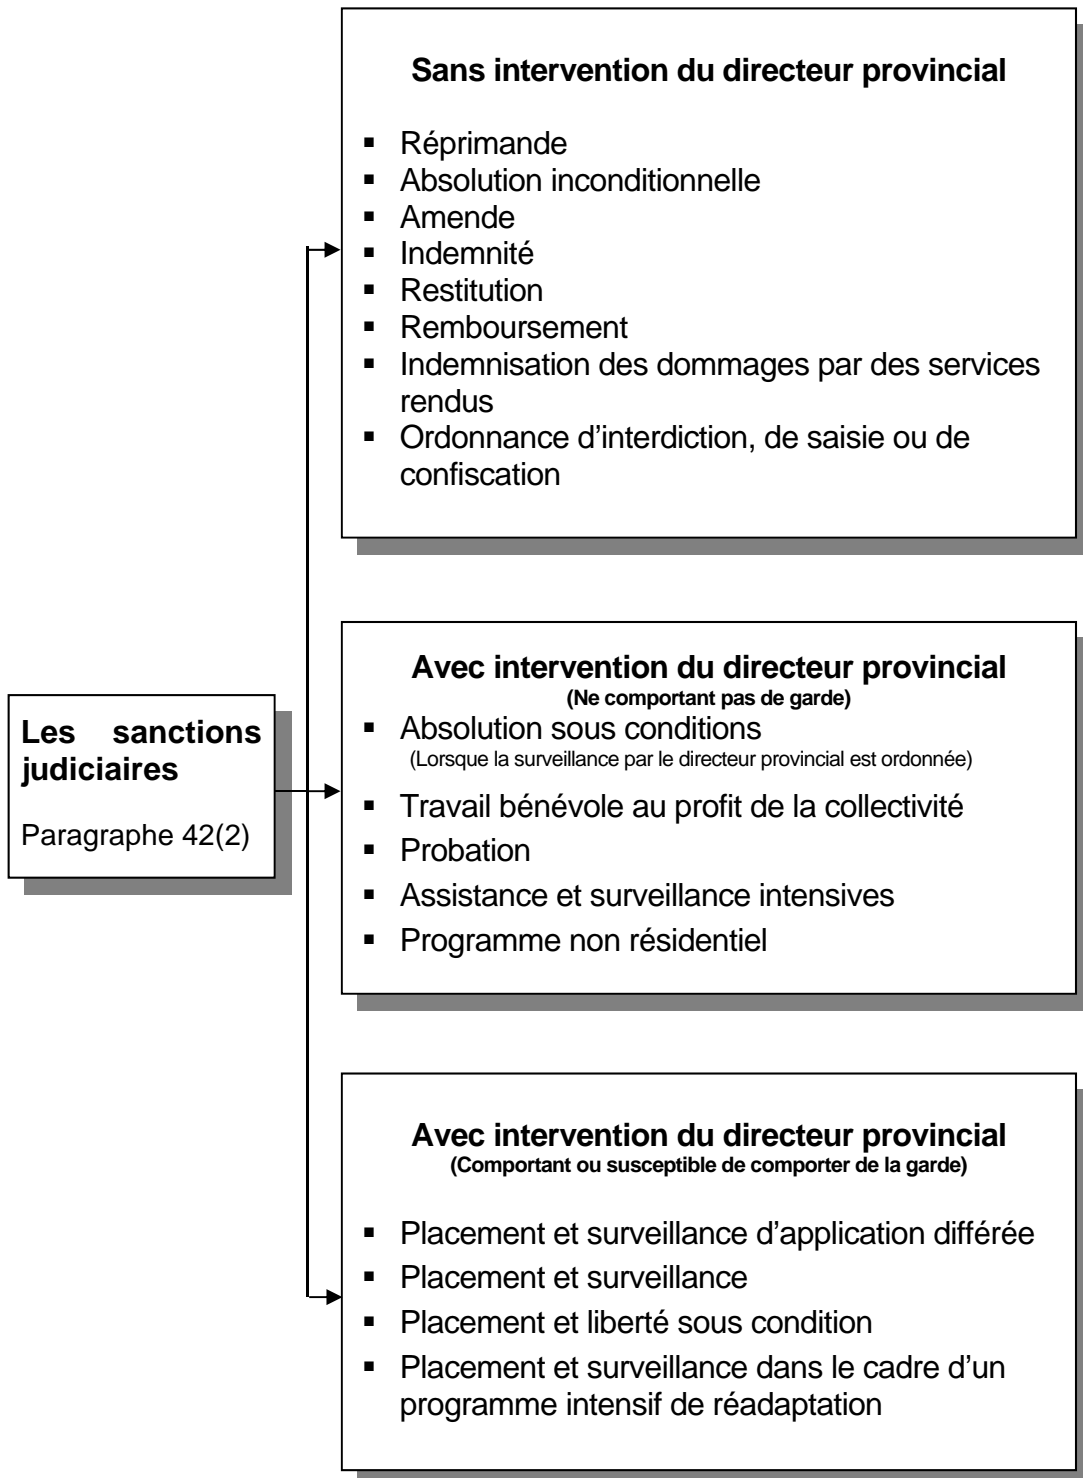 Sans intervention du directeur provincial
▪ Réprimande
▪ Absolution inconditionnelle
▪ Amende
▪ Indemnité
▪ Restitution
▪ Remboursement
▪ Indemnisation des dommages par des services
rendus
▪ Ordonnance d’interdiction, de saisie ou de
confiscation
Les sanctions
judiciaires
Paragraphe 42(2)
Avec intervention du directeur provincial
(Ne comportant pas de garde)
▪ Absolution sous conditions
(Lorsque la surveillance par le directeur provincial est ordonnée)
▪ Travail bénévole au profit de la collectivité
▪ Probation
▪ Assistance et surveillance intensives
▪ Programme non résidentiel
Avec intervention du directeur provincial
(Comportant ou susceptible de comporter de la garde)
▪ Placement et surveillance d’application différée
▪ Placement et surveillance
▪ Placement et liberté sous condition
▪ Placement et surveillance dans le cadre d’un
programme intensif de réadaptation